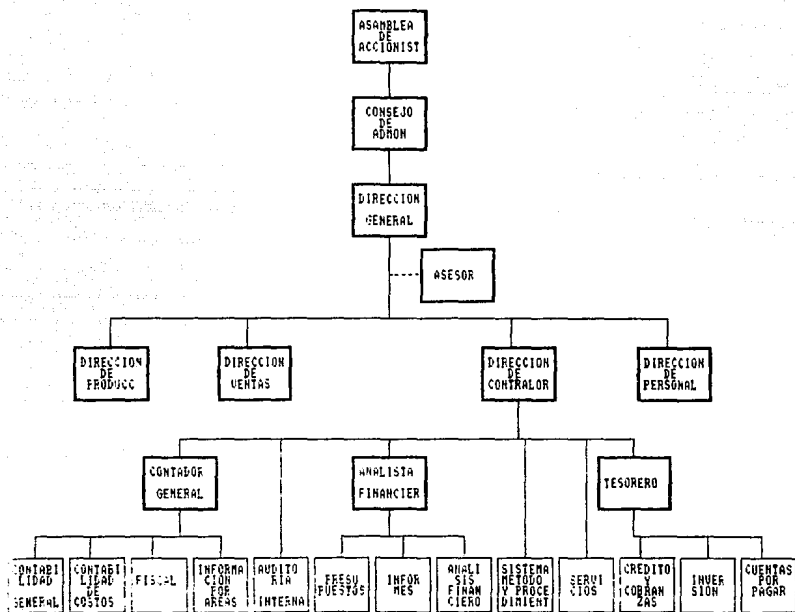 ASAMBLEA
DE
ACCIONIST
CONSEJO
DE
ADMON
DIRECCION
GENERAL
ASESOR
DIRECCION
DE
PRODUCC
DIRECCION
DE
VENTAS
DIRECCION
DE
CONTRALOR
DIRECCION
DE
PERSONAL
CONTADOR
GENERAL
ANALISTA
FINANCIER
TESORERO
CONTABI
LIDAD
GENERAL
CONTABI
LIDAD
DE
COSTOS
FISCAL
INFORMA
CION
POR
AREAS
AUDITO
RIA
INTERNA
PRESU
PUESTOS
INFOR
MES
ANALI
SIS
FINAN
CIERO
SISTEMA
METODO
Y PROCE
DIMIENT
SERVI
CIOS
CREDITO
Y
COBRAN
ZAS
INVER
SION
CUENTAS
POR
PAGAR